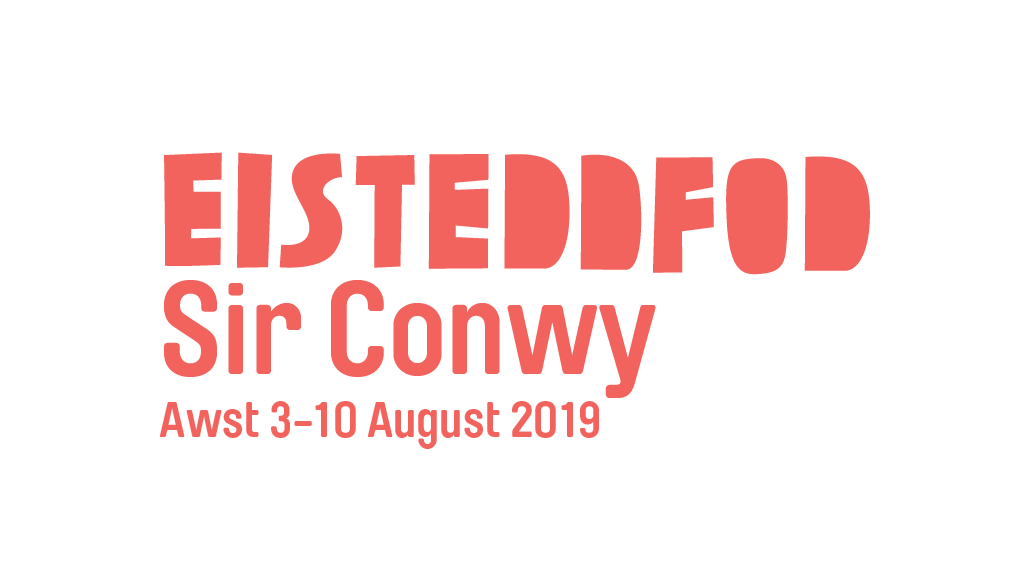 EISTEDDFOD
Sir Conwy
Awst 3-10 August 2019